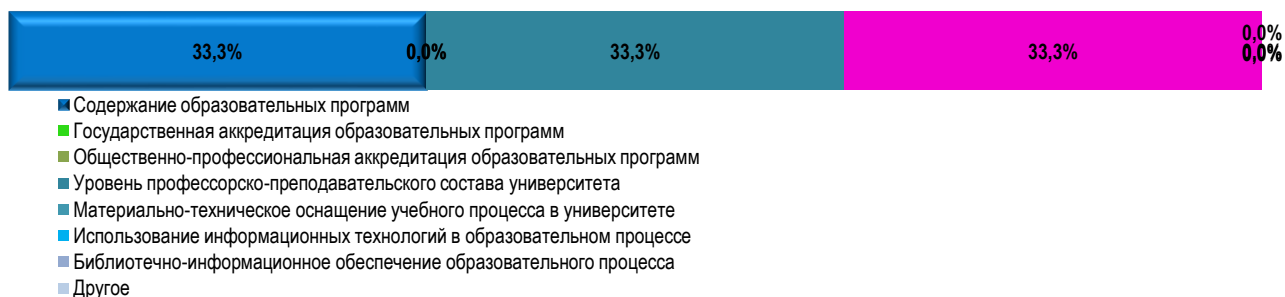 0,0%
33,3% 0,0% 33,3% 33,3% 0,0%
Содержание образовательных программ
Государственная аккредитация образовательных программ
Общественно-профессиональная аккредитация образовательных программ
Уровень профессорско-преподавательского состава университета
Материально-техническое оснащение учебного процесса в университете
Использование информационных технологий в образовательном процессе
Библиотечно-информационное обеспечение образовательного процесса
Другое